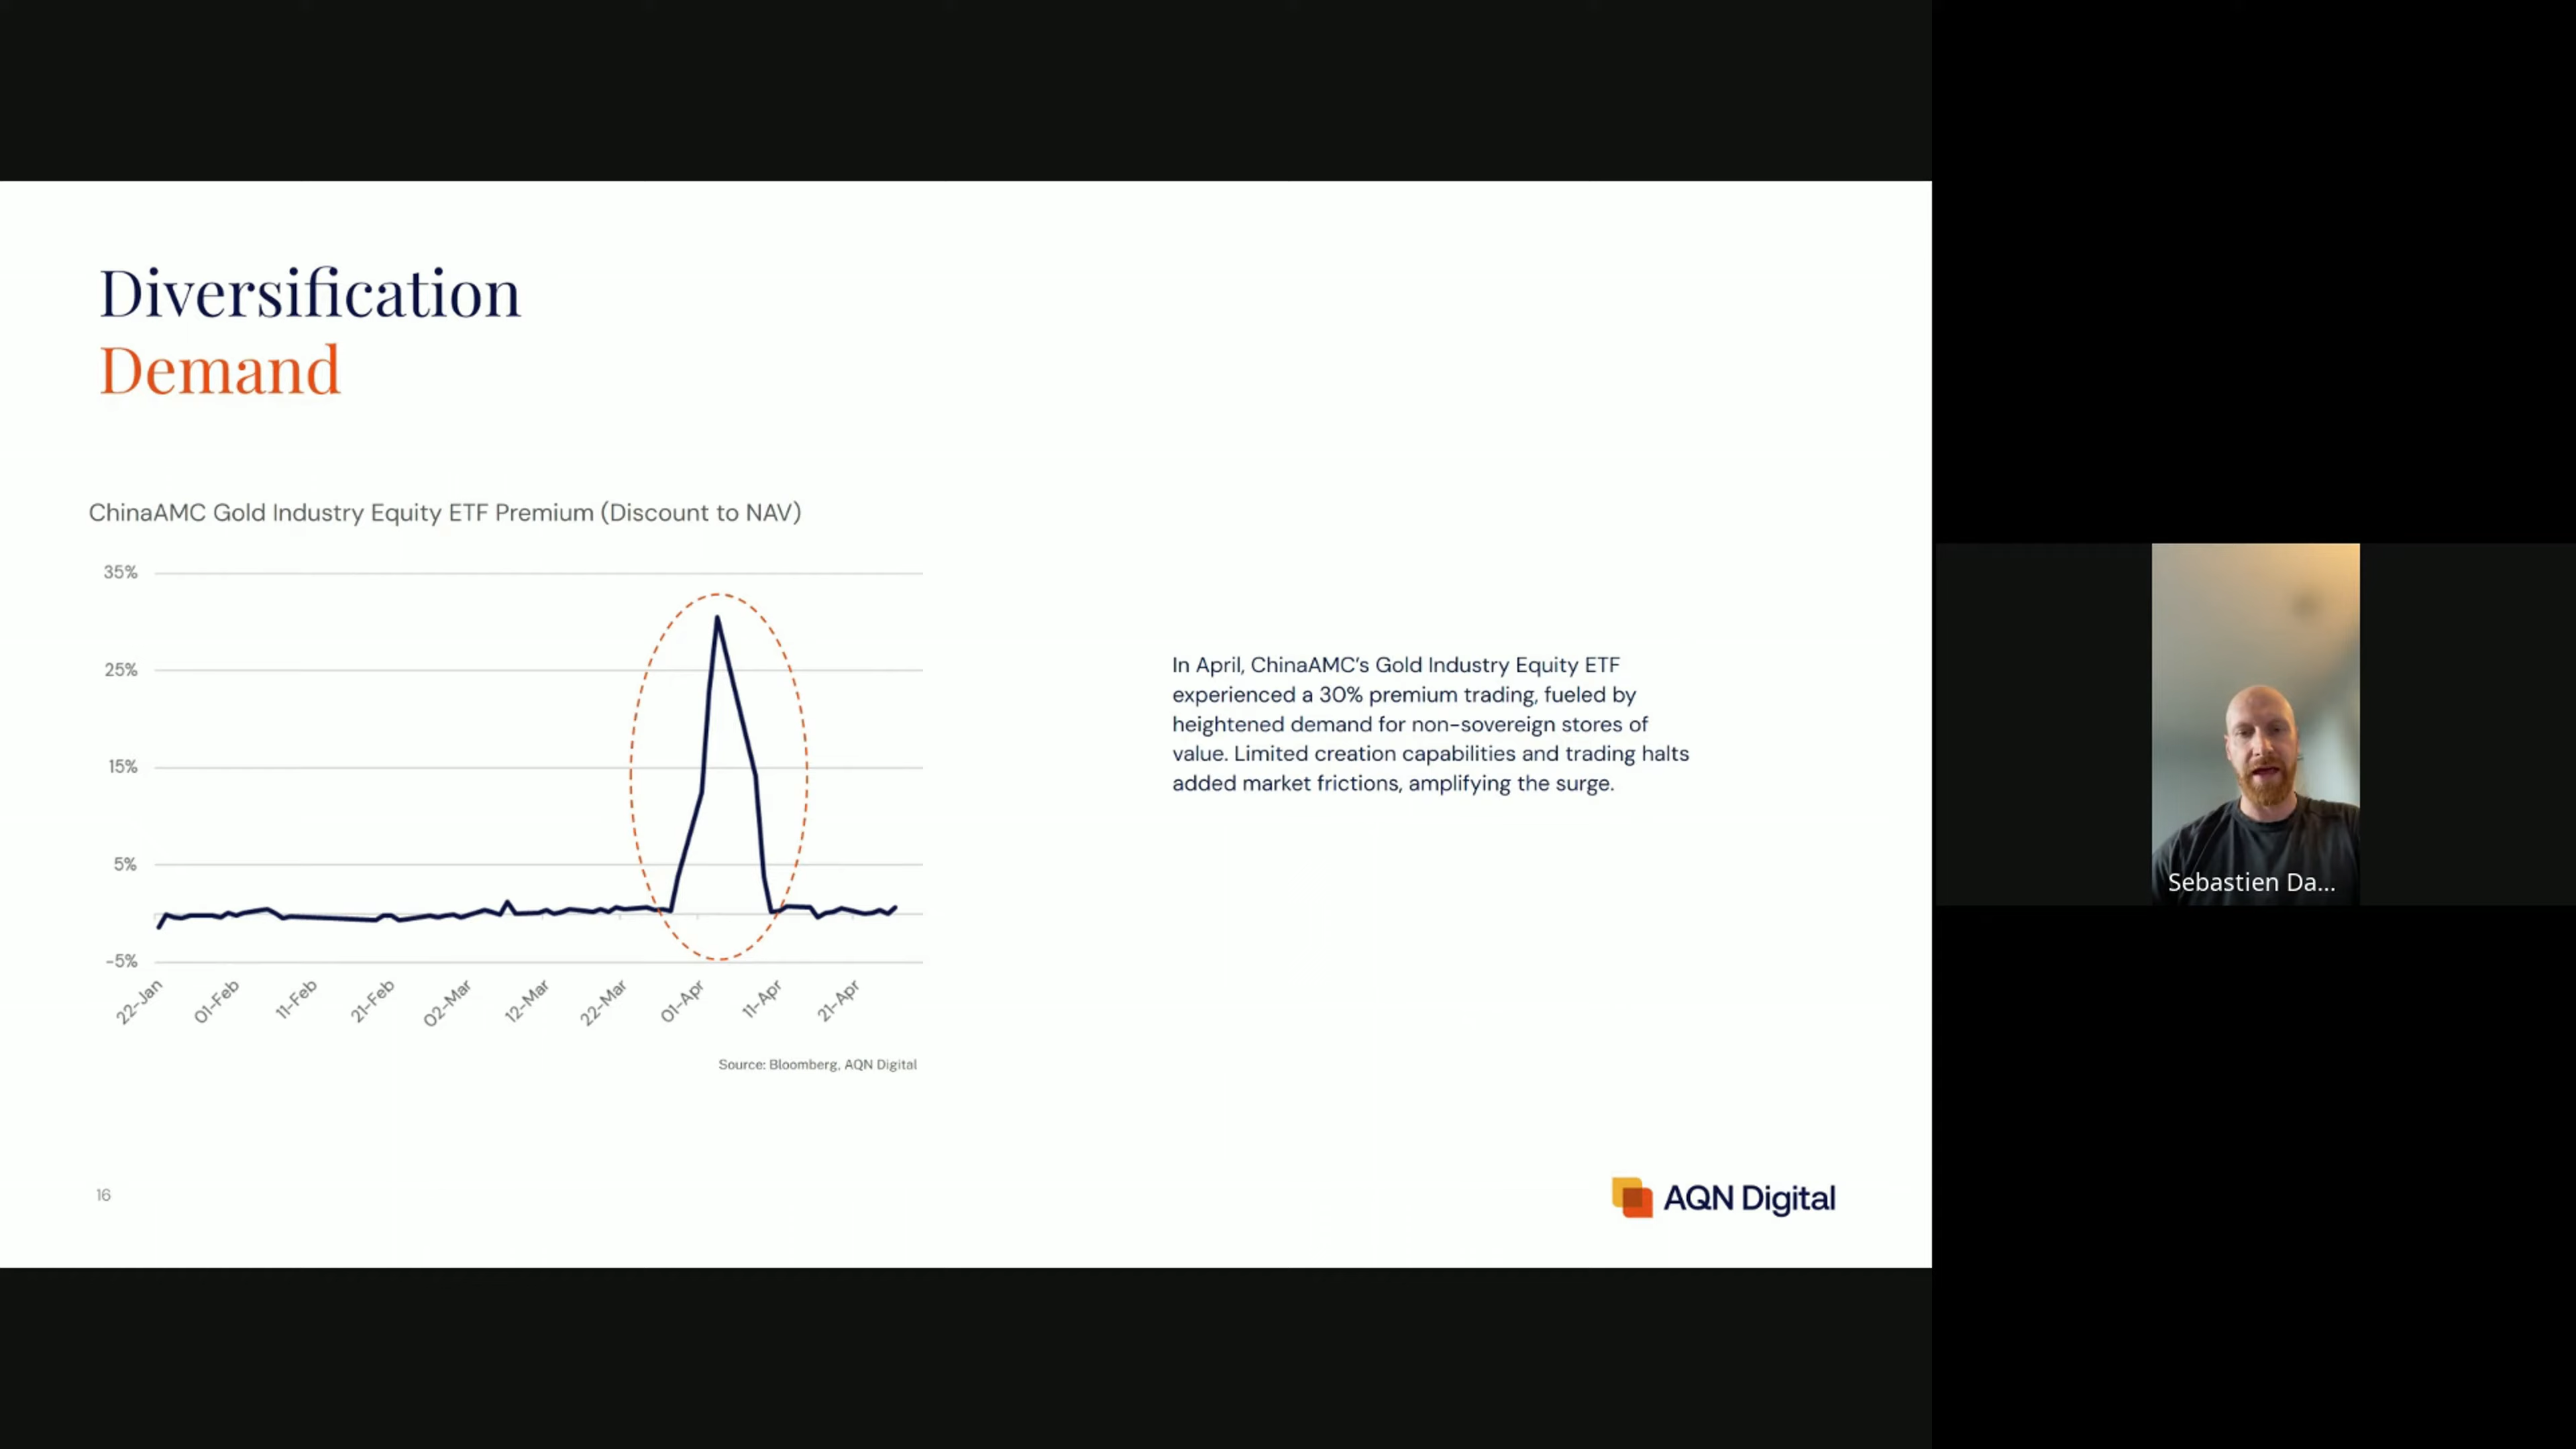 Diversification
Demand
ChinaAMC Gold Industry Equity ETF Premium (Discount to NAV)
35%
25%
15%
5%
-5%
22-Jan
01-Feb
11-Feb
21-Feb
02-Mar
12-Mar
22-Mar
01-Apr
11-Apr
21-Apr
Source: Bloomberg, AQN Digital
In April, ChinaAMC's Gold Industry Equity ETF
experienced a 30% premium trading, fueled by
heightened demand for non-sovereign stores of
value. Limited creation capabilities and trading halts
added market frictions, amplifying the surge.
16
AQN Digital
Sebastien Da...